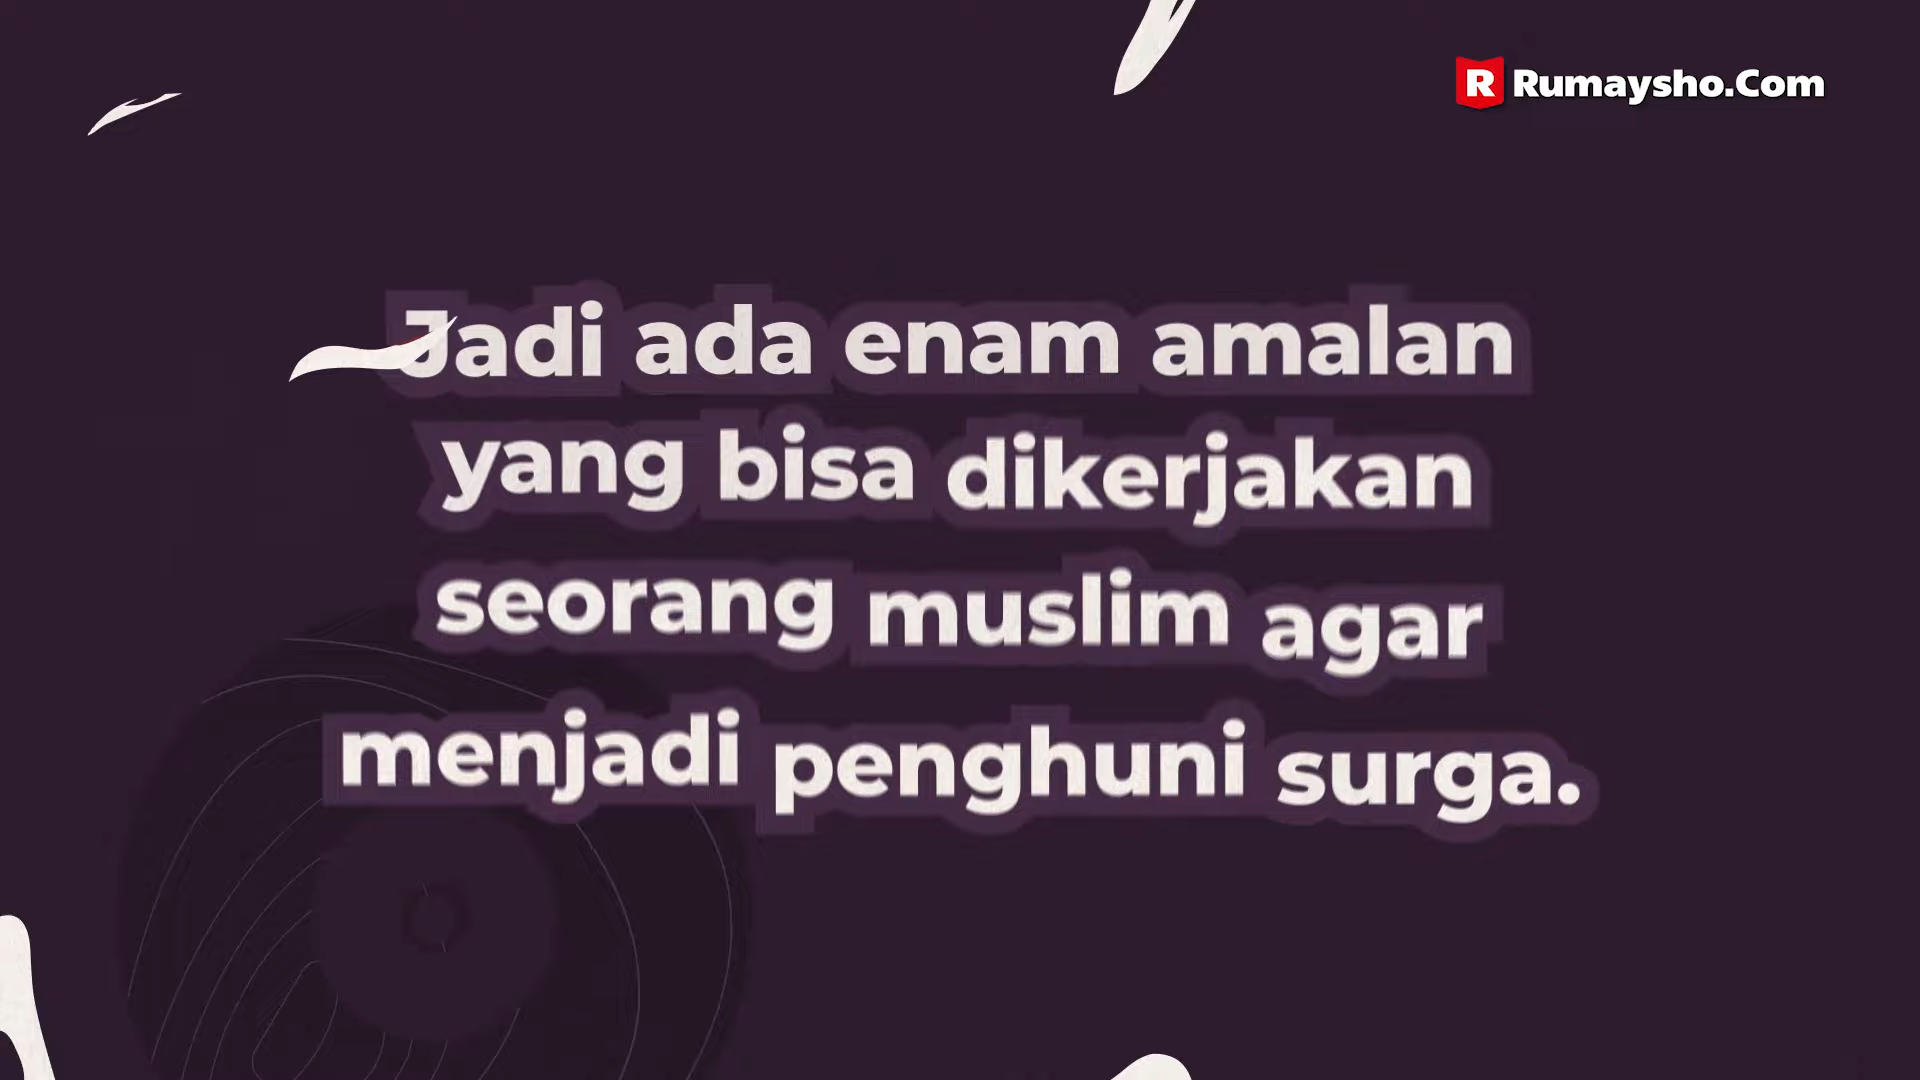 Rumaysho.Com
Jadi ada enam amalan
yang bisa dikerjakan
seorang muslim agar
menjadi penghuni surga.